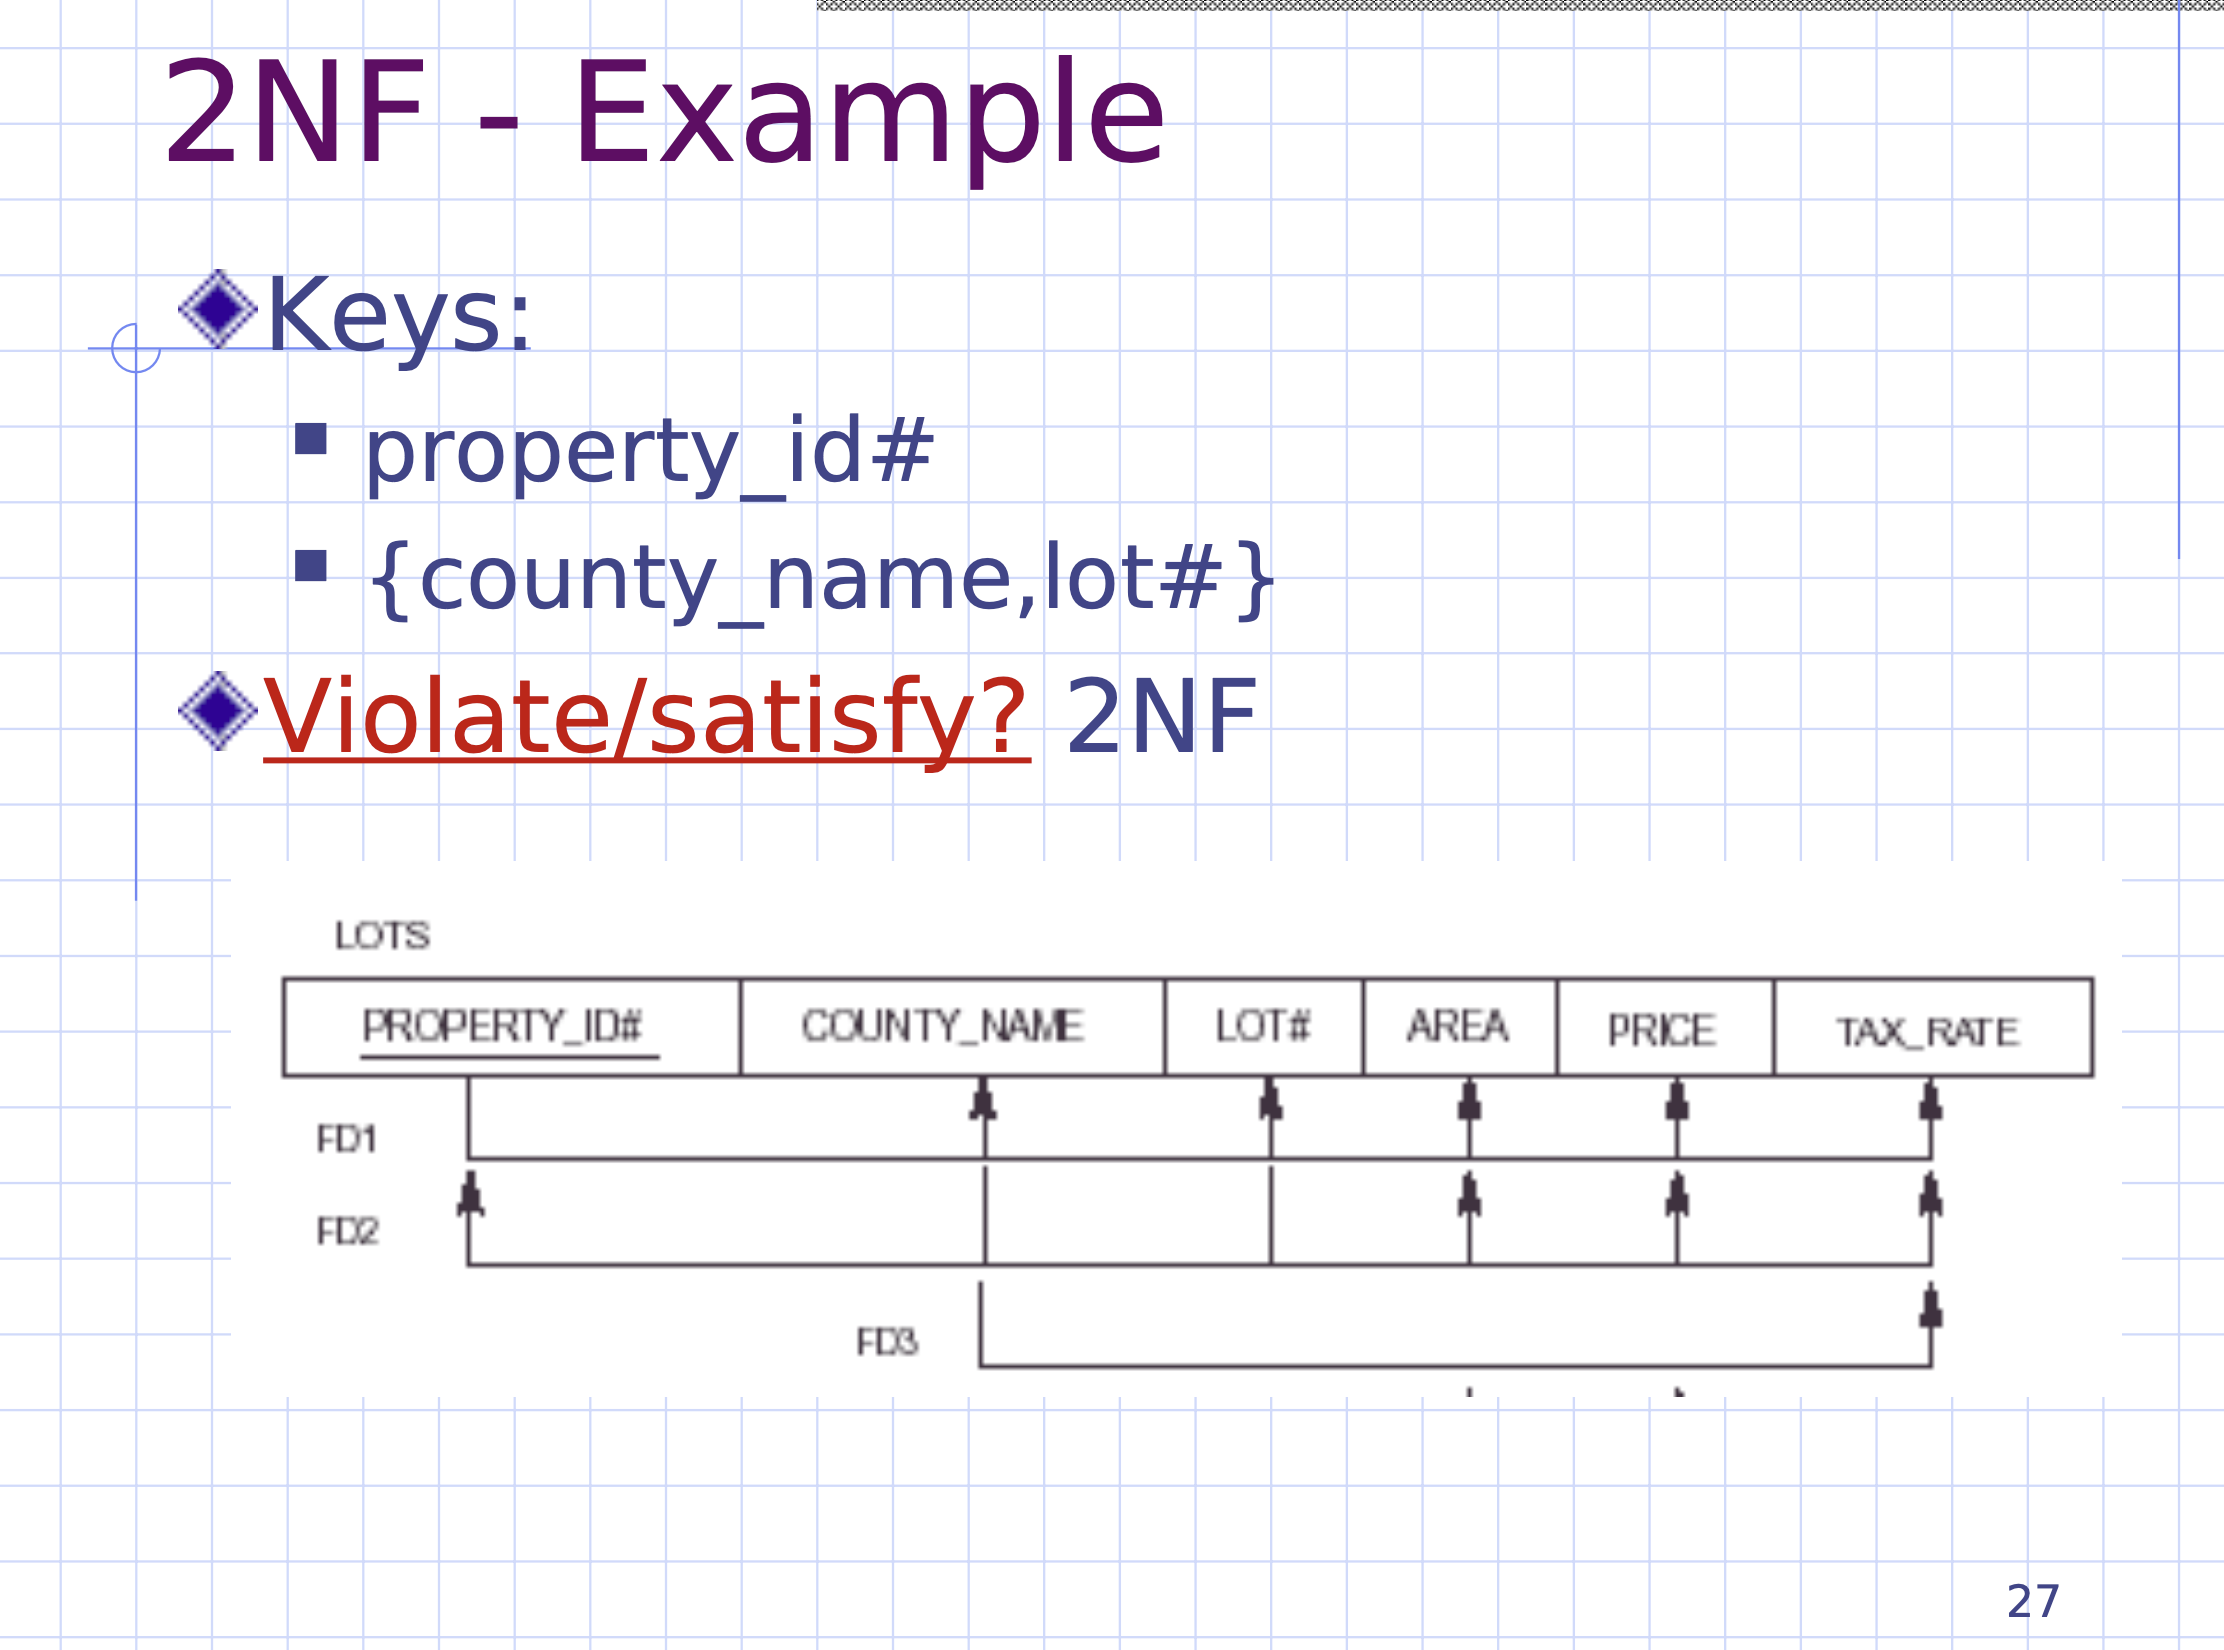 2NF - Example
Keys:
property_id#
{county_name,lot#}
Violate/satisfy? 2NF
LOTS
PROPERTY_ID# COUNTY_NAME LOT# AREA PRICE TAX_RATE
FD1
FD2
FD3
27